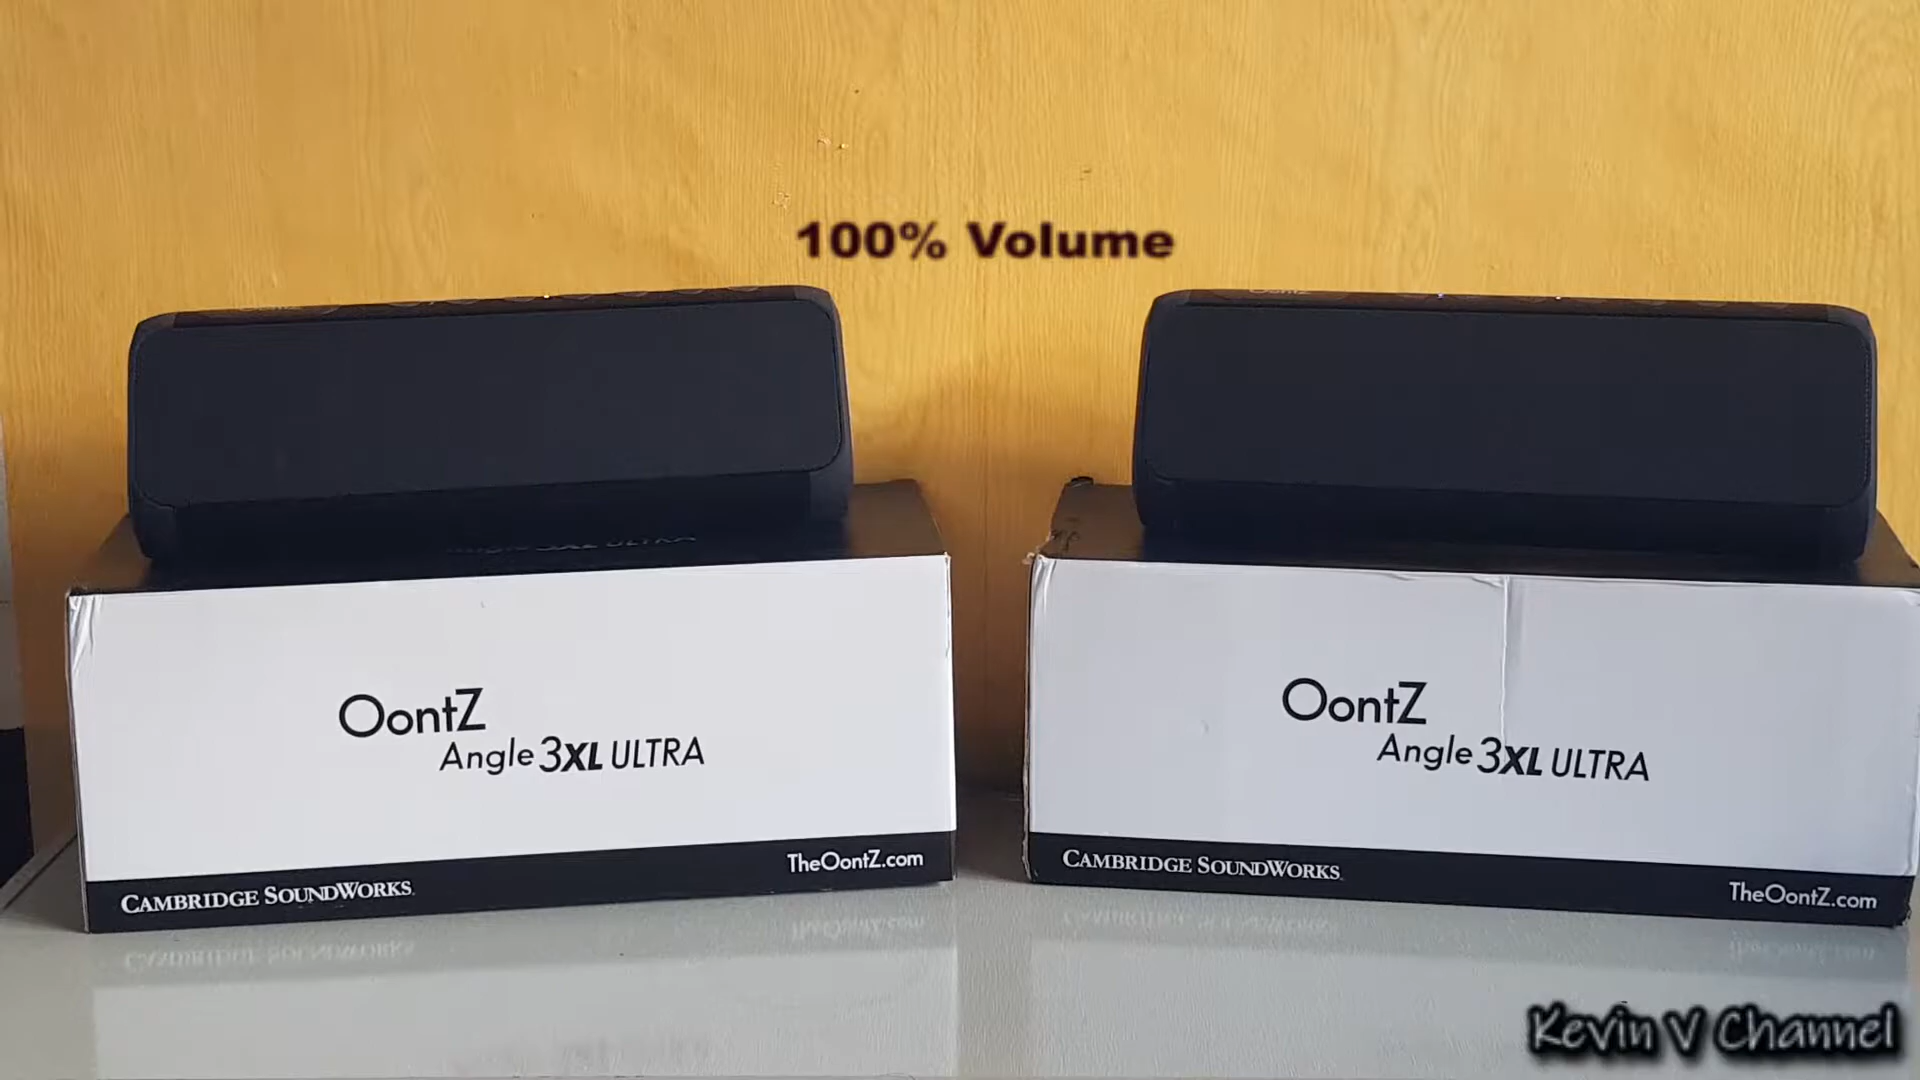 100% Volume
OontZ
Angle 3XL ULTRA
CAMBRIDGE SOUNDWORKS
TheOontZ.com
OontZ
Angle 3XL ULTRA
CAMBRIDGE SOUNDWORKS
TheOontZ.com
Kevin V Channel